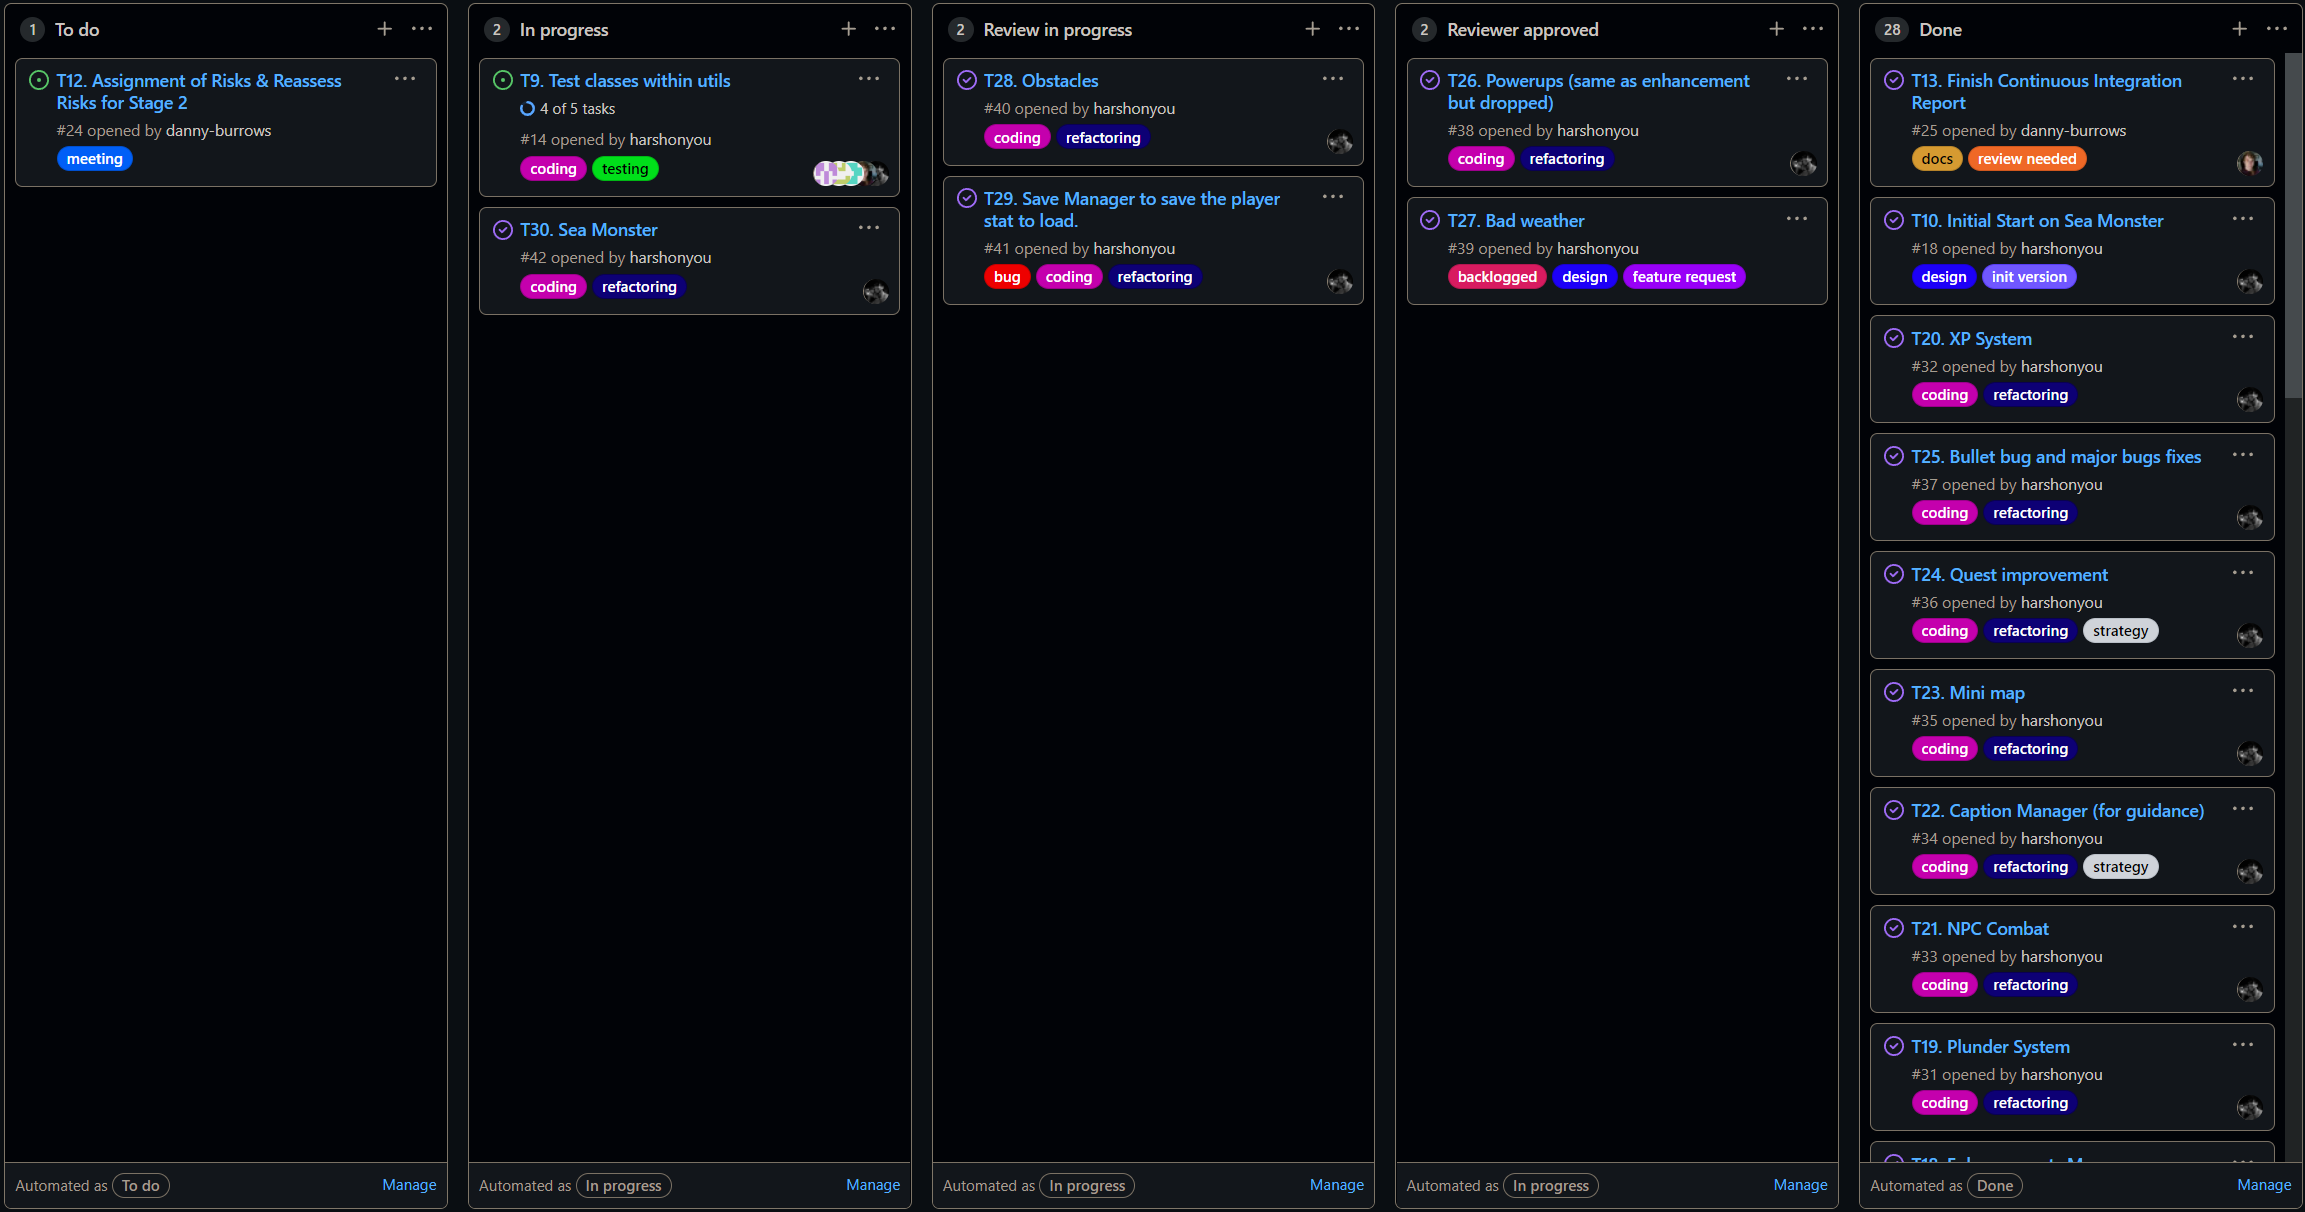 1 To do
T12. Assignment of Risks & Reassess
Risks for Stage 2
#24 opened by danny-burrows
meeting
Automated as To do Manage
2 In progress
T9. Test classes within utils
4 of 5 tasks
#14 opened by harshonyou
coding testing
T30. Sea Monster
#42 opened by harshonyou
coding refactoring
Automated as In progress Manage
2 Review in progress
T28. Obstacles
#40 opened by harshonyou
coding refactoring
T29. Save Manager to save the player
stat to load.
#41 opened by harshonyou
bug coding refactoring
Automated as In progress Manage
2 Reviewer approved
T26. Powerups (same as enhancement
but dropped)
#38 opened by harshonyou
coding refactoring
T27. Bad weather
#39 opened by harshonyou
backlogged design feature request
Automated as In progress Manage
28 Done
T13. Finish Continuous Integration
Report
#25 opened by danny-burrows
docs review needed
T10. Initial Start on Sea Monster
#18 opened by harshonyou
design init version
T20. XP System
#32 opened by harshonyou
coding refactoring
T25. Bullet bug and major bugs fixes
#37 opened by harshonyou
coding refactoring
T24. Quest improvement
#36 opened by harshonyou
coding refactoring strategy
T23. Mini map
#35 opened by harshonyou
coding refactoring
T22. Caption Manager (for guidance)
#34 opened by harshonyou
coding refactoring strategy
T21. NPC Combat
#33 opened by harshonyou
coding refactoring
T19. Plunder System
#31 opened by harshonyou
coding refactoring
Automated as Done Manage